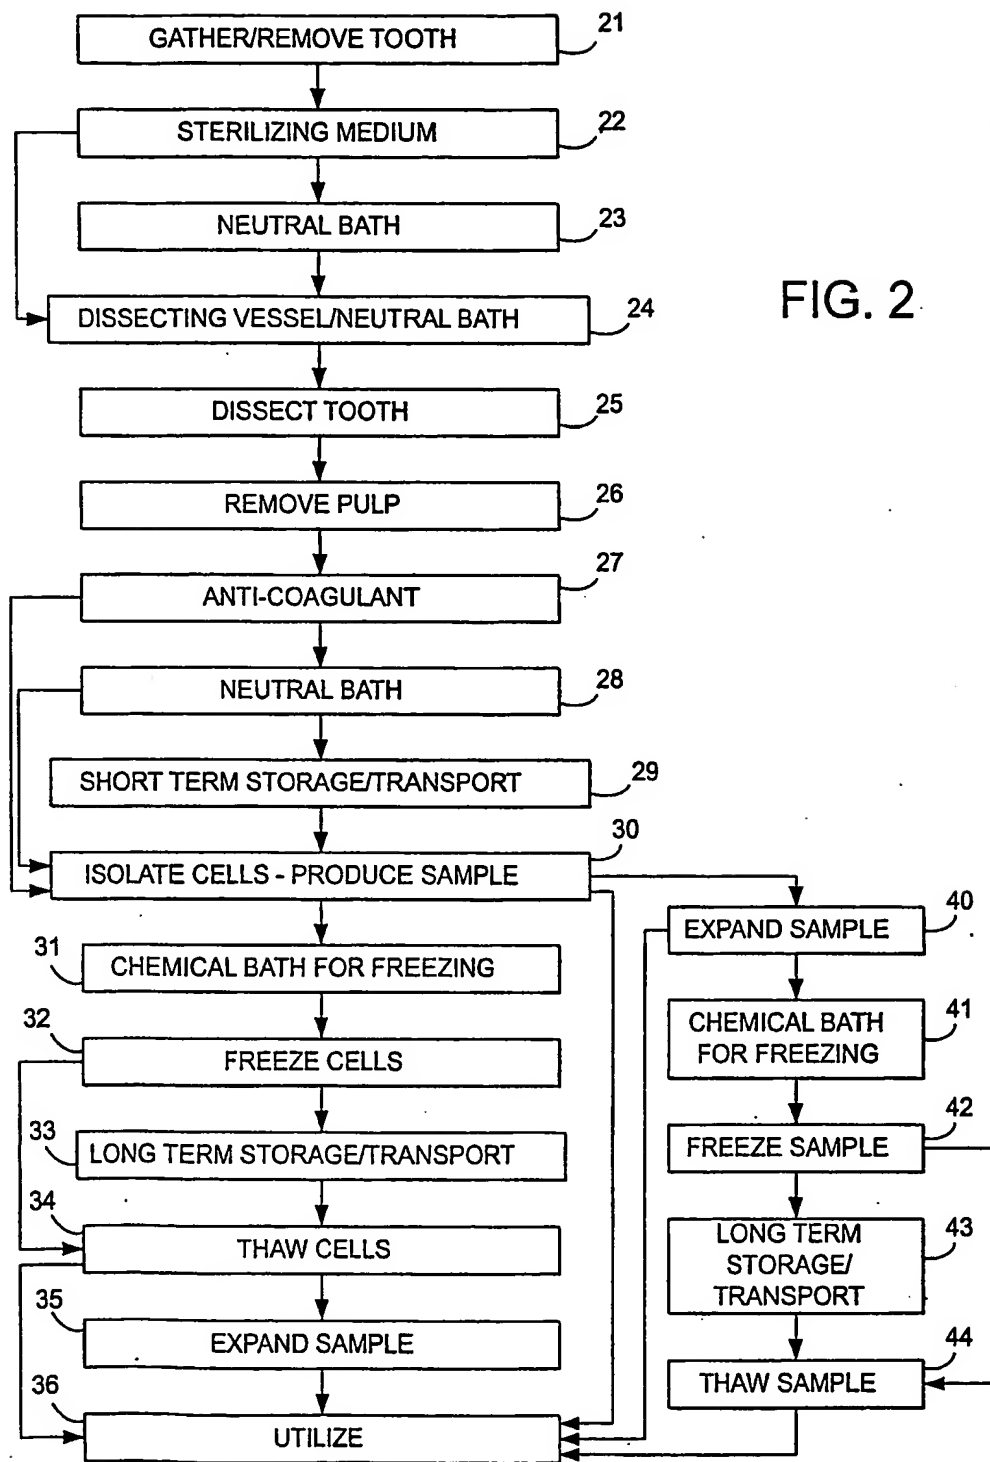 GATHER/REMOVE TOOTH
21
STERILIZING MEDIUM
22
NEUTRAL BATH
23
FIG. 2
DISSECTING VESSEL/NEUTRAL BATH
24
DISSECT TOOTH
25
REMOVE PULP
26
ANTI-COAGULANT
27
NEUTRAL BATH
28
SHORT TERM STORAGE/TRANSPORT
29
ISOLATE CELLS - PRODUCE SAMPLE
30
31
CHEMICAL BATH FOR FREEZING
32
FREEZE CELLS
33
LONG TERM STORAGE/TRANSPORT
34
THAW CELLS
35
EXPAND SAMPLE
36
UTILIZE
EXPAND SAMPLE
40
CHEMICAL BATH
FOR FREEZING
41
FREEZE SAMPLE
42
LONG TERM
STORAGE/
TRANSPORT
43
THAW SAMPLE
44